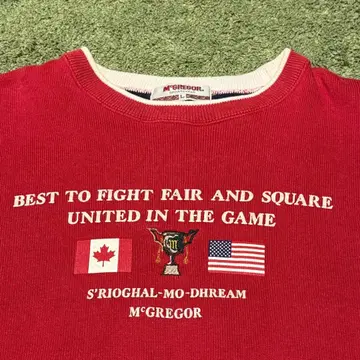 McGREGOR.
L
BEST TO FIGHT FAIR AND SQUARE
UNITED IN THE GAME
S'RIOGHAL-MO-DHREAM
McGREGOR